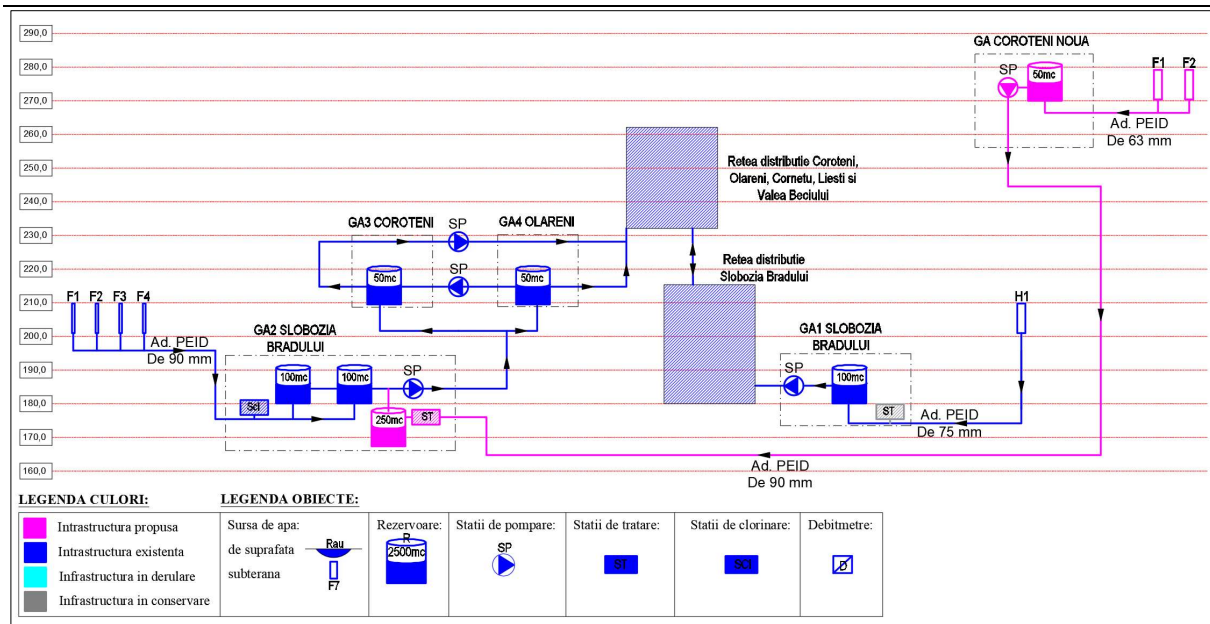 290,0
280,0
270,0
260,0
250,0
240,0
230,0
220,0
210,0
200,0
190,0
180,0
170,0
160,0
GA COROTENI NOUA
SP
50mc
F1
F2
Ad. PEID
De 63 mm
Retea distributie Coroteni,
Olareni, Cornetu, Liesti si
Valea Beciului
GA3 COROTENI
SP
GA4 OLARENI
50mc
SP
50mc
Retea distributie
Slobozia Bradului
F1
F2
F3
F4
Ad. PEID
De 90 mm
GA2 SLOBOZIA
BRADULUI
100mc
100mc
SP
Scl
250mc
ST
GA1 SLOBOZIA
BRADULUI
SP
100mc
ST
H1
Ad. PEID
De 75 mm
Ad. PEID
De 90 mm
LEGENDA CULORI:
Intrastructura propusa
Intrastructura existenta
Infrastructura in derulare
Infrastructura in conservare
LEGENDA OBIECTE:
Sursa de apa:
de suprafata
Rau
subterana
F7
Rezervoare:
R
2500mc
Statii de pompare:
SP
Statii de tratare:
ST
Statii de clorinare:
SCl
Debitmetre:
D